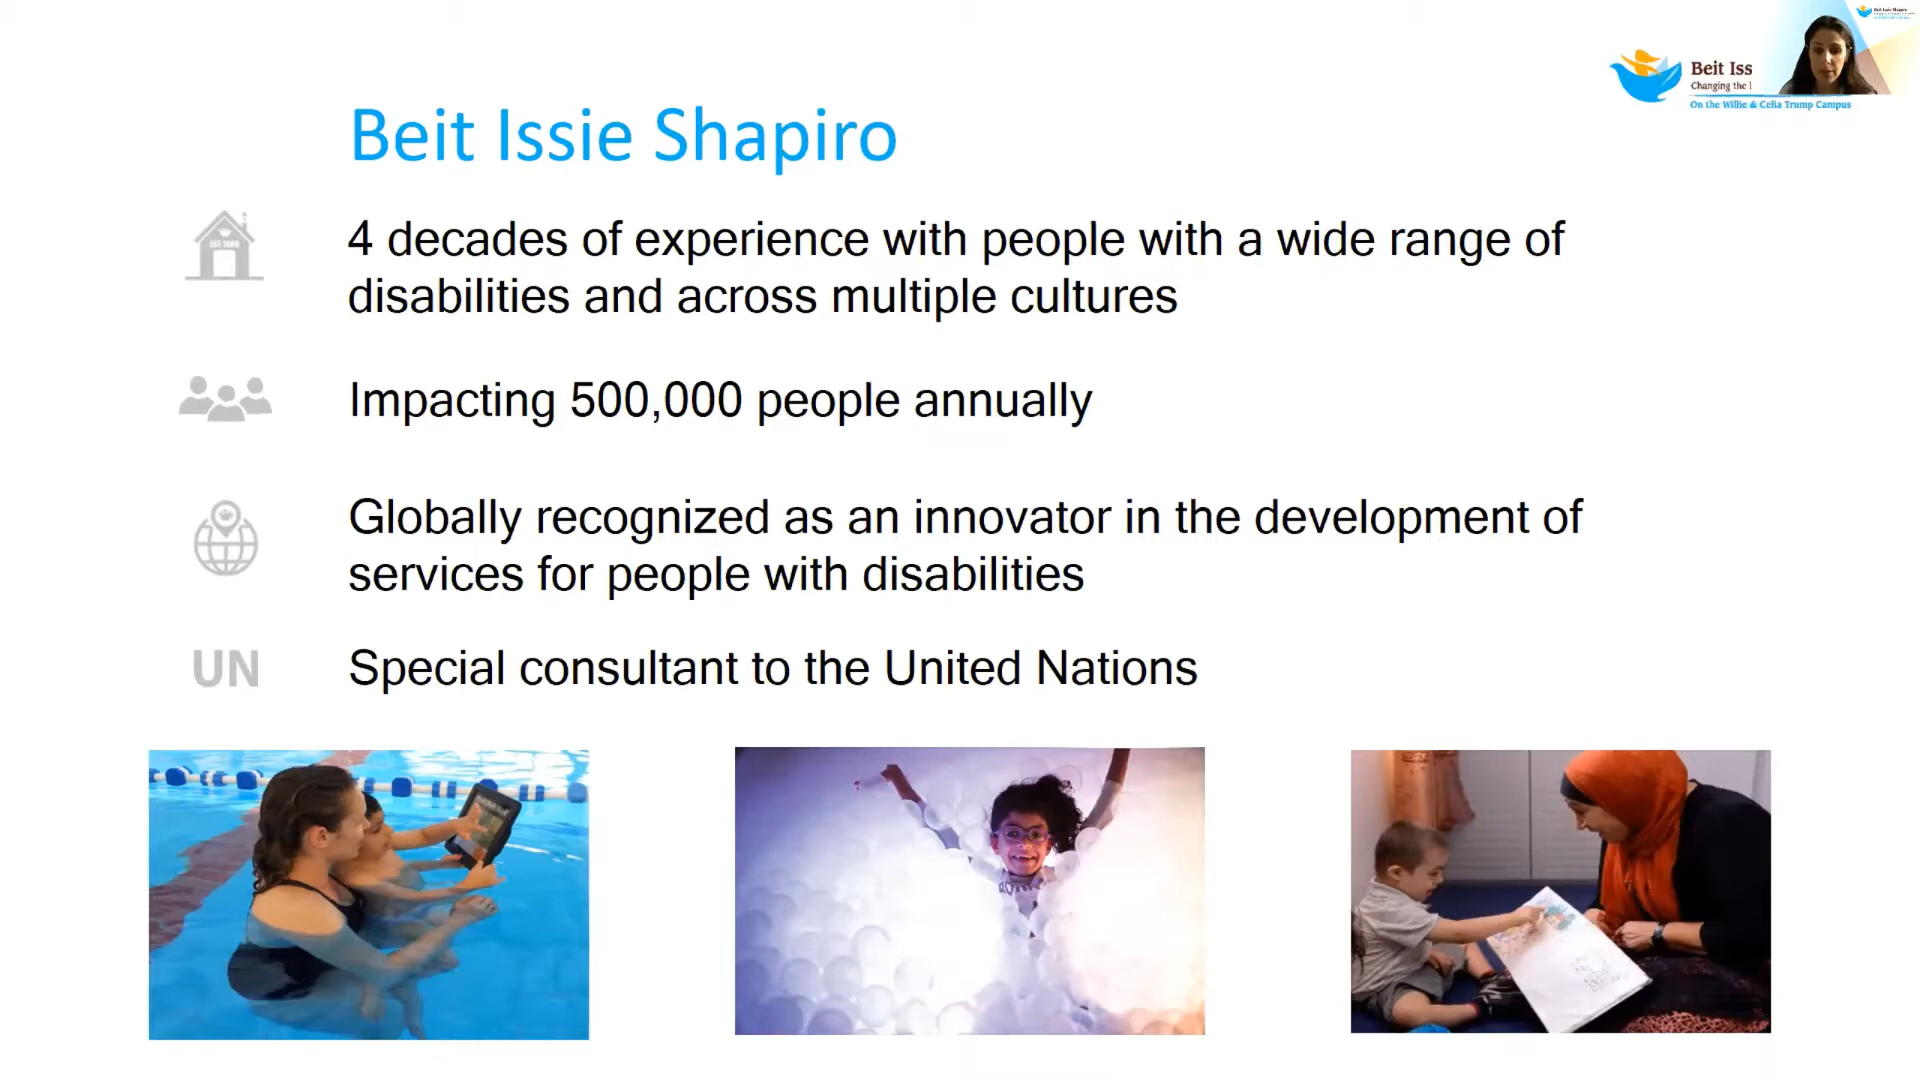 Beit Iss
Changing the l
On the Willie & Celia Trump Campus
Beit Issie Shapiro
4 decades of experience with people with a wide range of
disabilities and across multiple cultures
Impacting 500,000 people annually
Globally recognized as an innovator in the development of
services for people with disabilities
UN
Special consultant to the United Nations